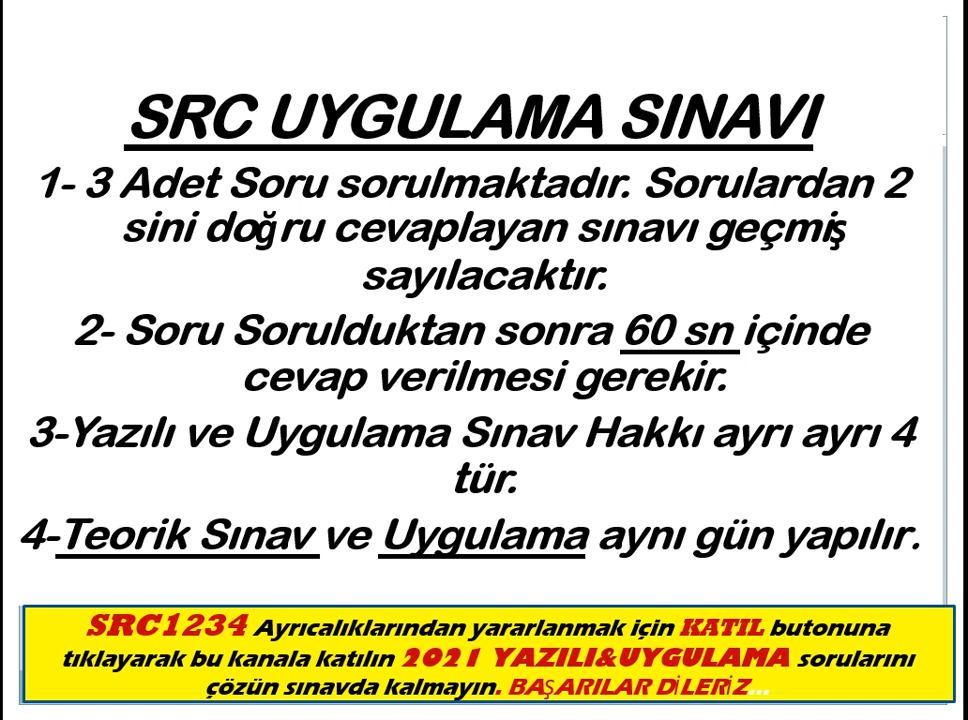 SRC UYGULAMA SINAVI
1- 3 Adet Soru sorulmaktadır. Sorulardan 2
sini doğru cevaplayan sınavı geçmiş
sayılacaktır.
2- Soru Sorulduktan sonra 60 sn içinde
cevap verilmesi gerekir.
3-Yazılı ve Uygulama Sınav Hakkı ayrı ayrı 4
tür.
4-Teorik Sınav ve Uygulama aynı gün yapılır.
SRC1234 Ayrıcalıklarından yararlanmak için KATIL butonuna
tıklayarak bu kanala katılın 2021 YAZILI&UYGULAMA sorularını
çözün sınavda kalmayın. BAŞARILAR DİLERİZ...